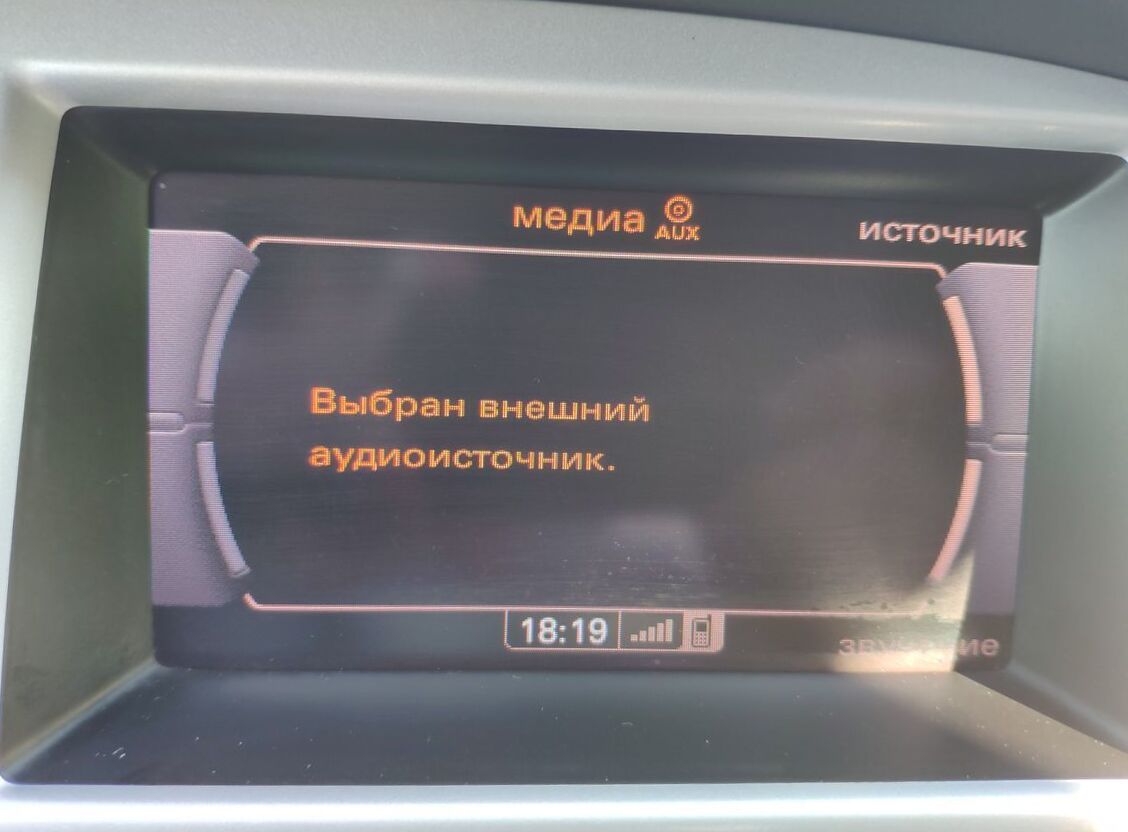 медиа AUX
источник
Выбран внешний
аудиоисточник.
18:19